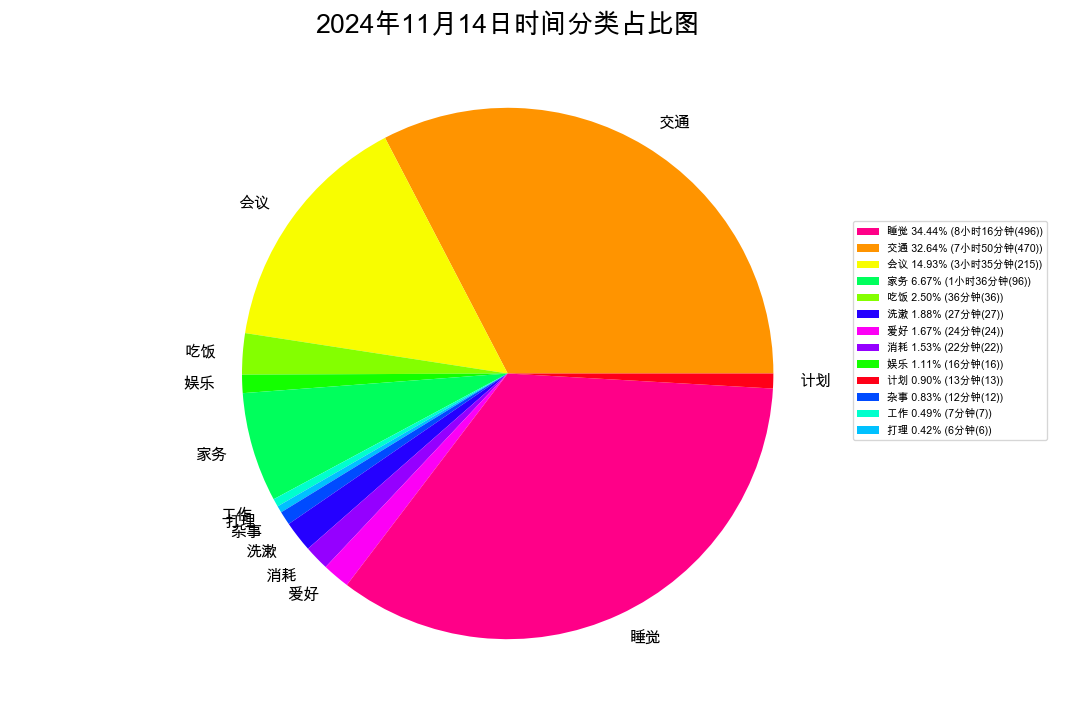 2024年11月14日时间分类占比图
交通
会议
吃饭
娱乐
计划
家务
工作
打理
杂事
洗漱
消耗
爱好
睡觉
睡觉 34.44% (8小时16分钟(496))
交通 32.64% (7小时50分钟(470))
会议 14.93% (3小时35分钟(215))
家务 6.67% (1小时36分钟(96))
吃饭 2.50% (36分钟(36))
洗漱 1.88% (27分钟(27))
爱好 1.67% (24分钟(24))
消耗 1.53% (22分钟(22))
娱乐 1.11% (16分钟(16))
计划 0.90% (13分钟(13))
杂事 0.83% (12分钟(12))
工作 0.49% (7分钟(7))
打理 0.42% (6分钟(6))